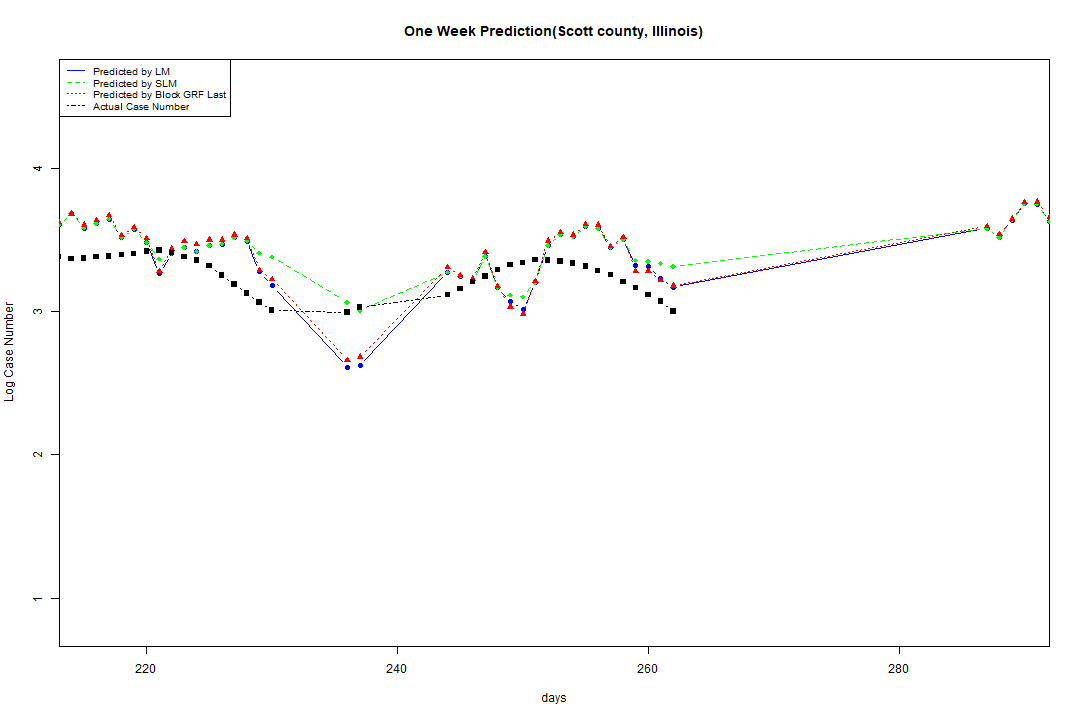 One Week Prediction(Scott county, Illinois)
Predicted by LM
Predicted by SLM
Predicted by Block GRF Last
Actual Case Number
4
3
2
1
Log Case Number
220 240 260 280
days